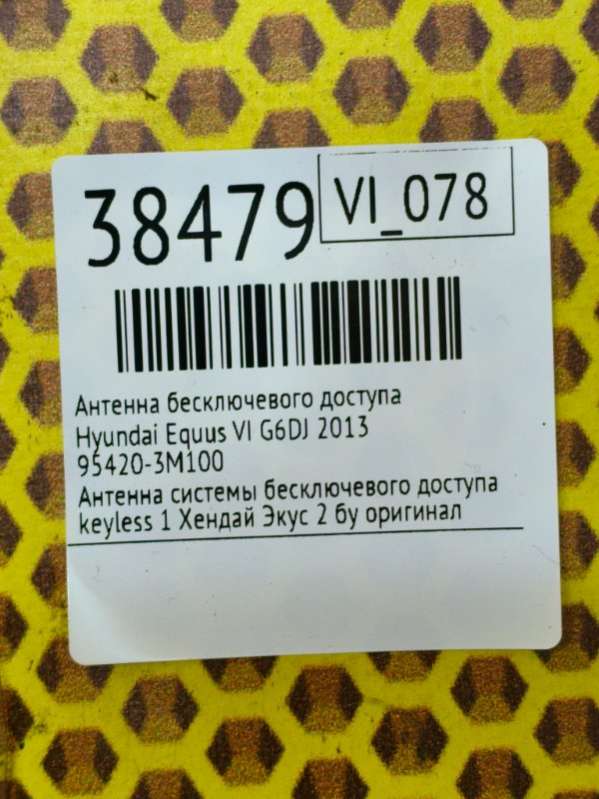 38479
VI_078
Антенна бесключевого доступа
Hyundai Equus VI G6DJ 2013
95420-3M100
Антенна системы бесключевого доступа
keyless 1 Хендай Экус 2 бу оригинал